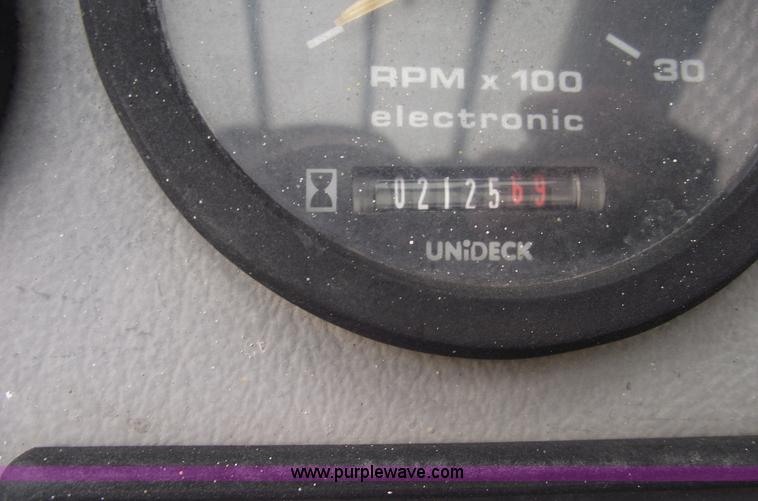 RPM x 100
30
electronic
0212569
UNiDECK
www.purplewave.com